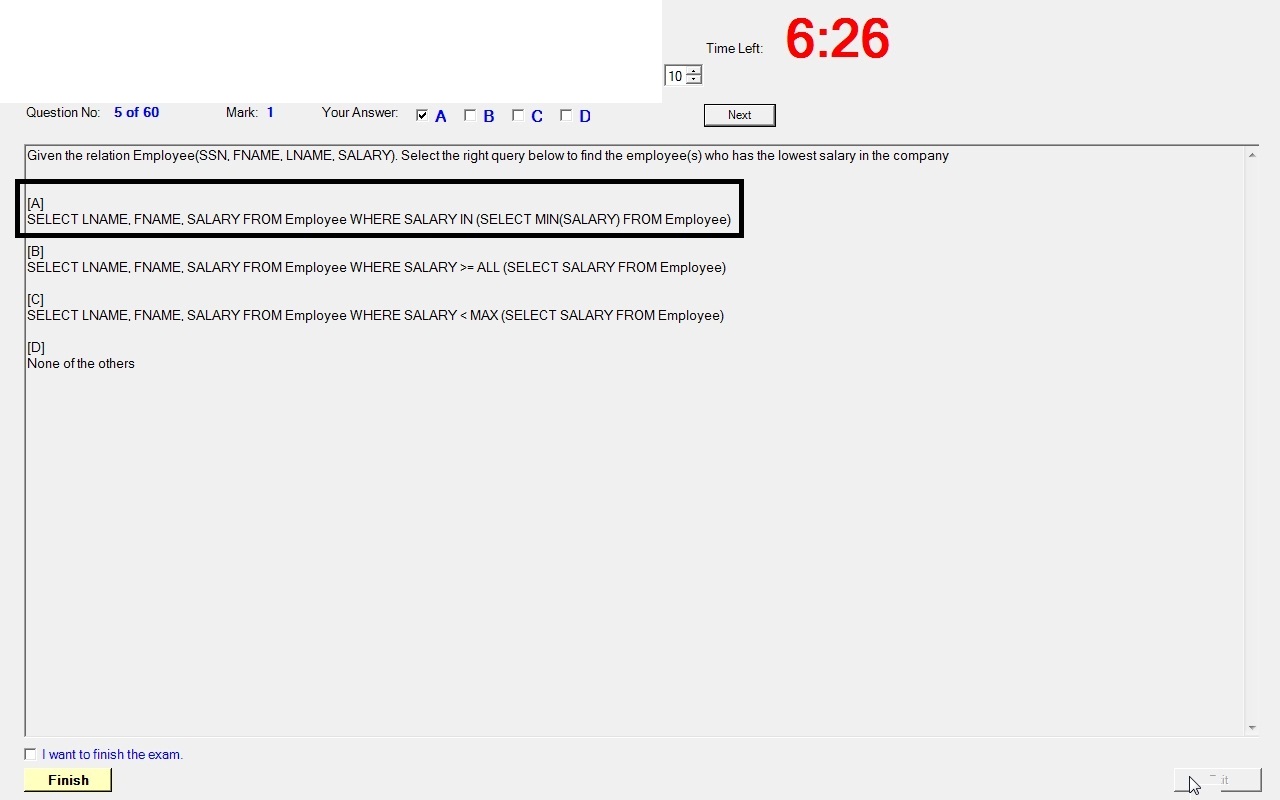 Time Left: 6:26
10
Question No: 5 of 60 Mark: 1 Your Answer: A B C D Next
Given the relation Employee(SSN, FNAME, LNAME, SALARY). Select the right query below to find the employee(s) who has the lowest salary in the company
[A]
SELECT LNAME, FNAME, SALARY FROM Employee WHERE SALARY IN (SELECT MIN(SALARY) FROM Employee)
[B]
SELECT LNAME, FNAME, SALARY FROM Employee WHERE SALARY >= ALL (SELECT SALARY FROM Employee)
[C]
SELECT LNAME, FNAME, SALARY FROM Employee WHERE SALARY < MAX (SELECT SALARY FROM Employee)
[D]
None of the others
I want to finish the exam.
Finish